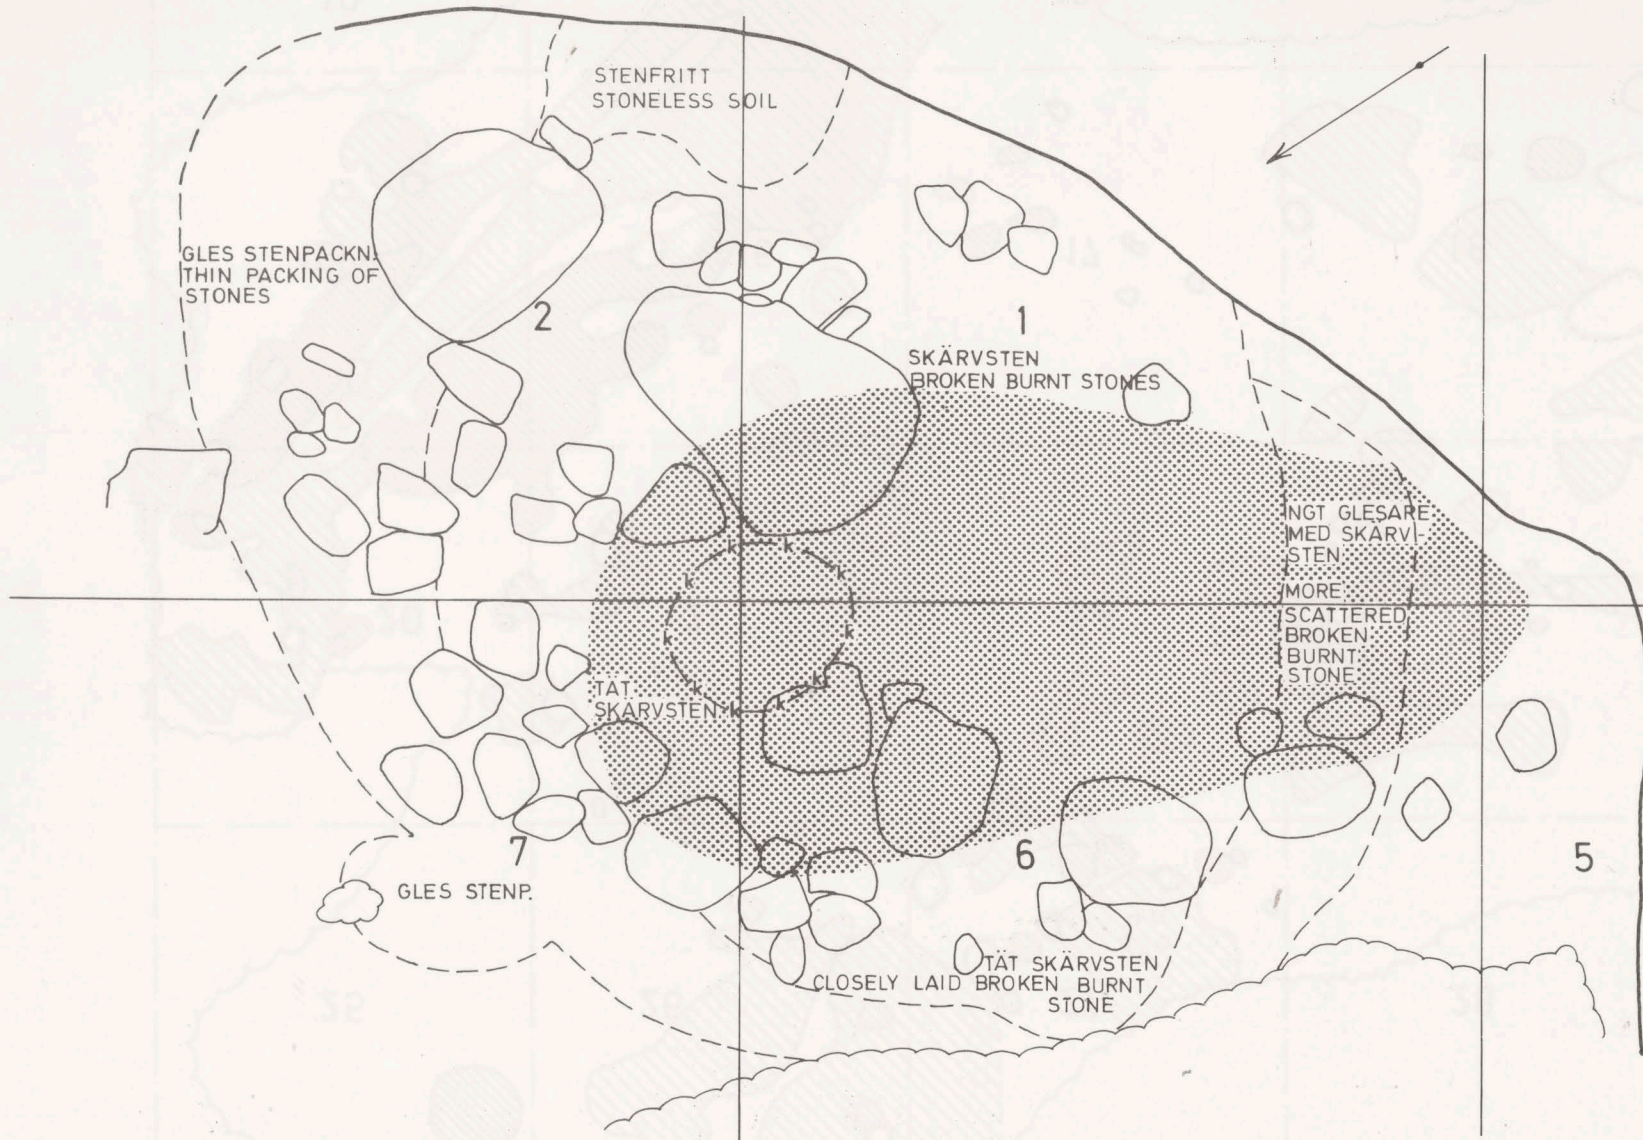 STENFRITT
STONELESS SOIL
GLES STENPACKN.
THIN PACKING OF
STONES
2
1
SKÄRVSTEN
BROKEN BURNT STONES
NGT GLESARE
MED SKÄRV-
STEN
MORE
SCATTERED
BROKEN
BURNT
STONE
k k
k k
k k
k k
k k
TÄT
SKÄRVSTEN
7
6
5
GLES STENP.
TÄT SKÄRVSTEN
CLOSELY LAID BROKEN BURNT
STONE